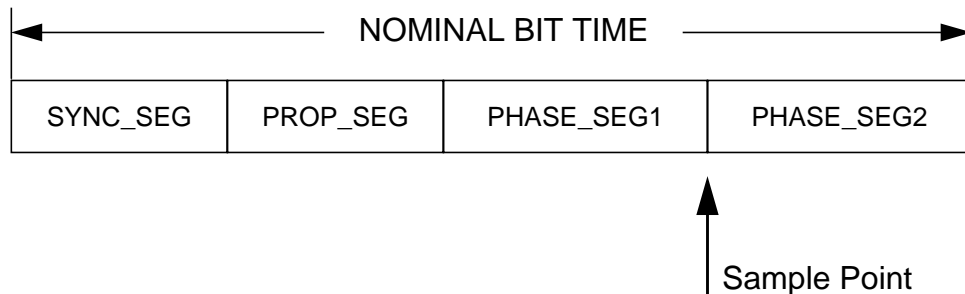 NOMINAL BIT TIME
SYNC_SEG PROP_SEG PHASE_SEG1 PHASE_SEG2
Sample Point